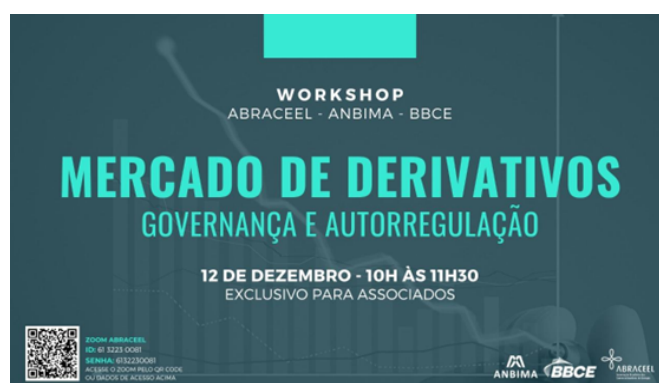 WORKSHOP
ABRACEEL - ANBIMA - BBCE
MERCADO DE DERIVATIVOS
GOVERNANÇA E AUTORREGULAÇÃO
12 DE DEZEMBRO - 10H ÀS 11H30
EXCLUSIVO PARA ASSOCIADOS
ZOOM ABRACEEL
ID: 61 3223 0081
SENHA: 6132230081
ACESSE O ZOOM PELO QR CODE
OU DADOS DE ACESSO ACIMA
ANBIMA
BBCE
ABRACEEL